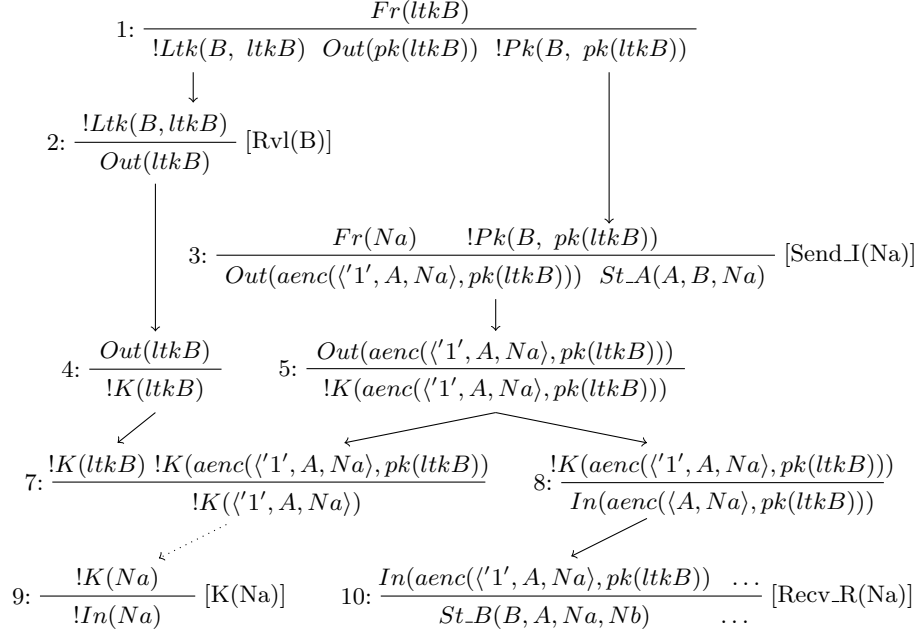 Fr(ltkB)
1:
!Ltk(B, ltkB) Out(pk(ltkB)) !Pk(B, pk(ltkB))
!Ltk(B, ltkB)
2: [Rvl(B)]
Out(ltkB)
Fr(Na) !Pk(B, pk(ltkB))
3: [Send_I(Na)]
Out(aenc(⟨'1', A, Na⟩, pk(ltkB))) St_A(A, B, Na)
Out(ltkB)
4:
!K(ltkB)
Out(aenc(⟨'1', A, Na⟩, pk(ltkB)))
5:
!K(aenc(⟨'1', A, Na⟩, pk(ltkB)))
!K(ltkB) !K(aenc(⟨'1', A, Na⟩, pk(ltkB))
7:
!K(⟨'1', A, Na⟩)
!K(aenc(⟨'1', A, Na⟩, pk(ltkB)))
8:
In(aenc(⟨A, Na⟩, pk(ltkB)))
!K(Na)
9: [K(Na)]
!In(Na)
In(aenc(⟨'1', A, Na⟩, pk(ltkB)) ...
10: [Recv_R(Na)]
St_B(B, A, Na, Nb) ...